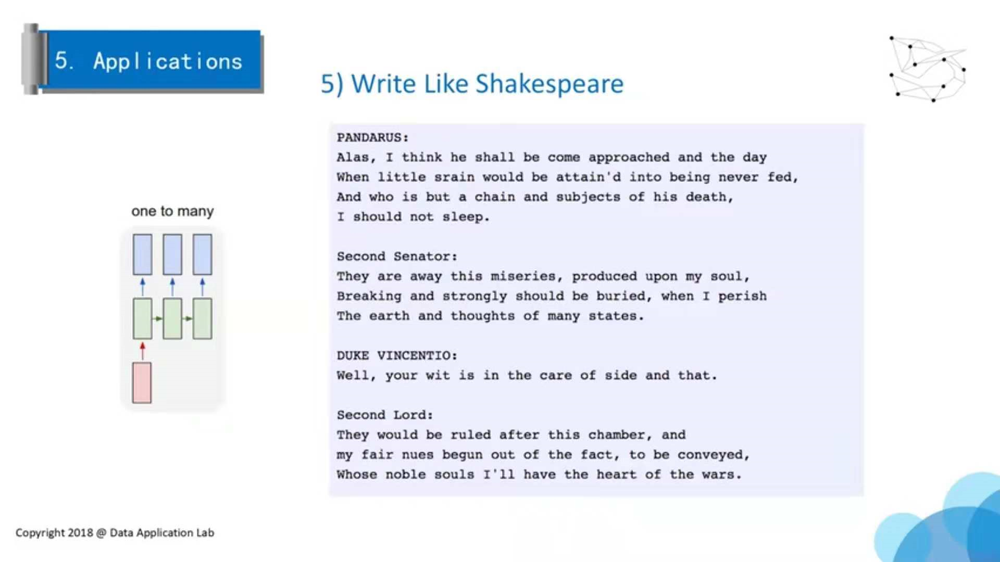 5. Applications
5) Write Like Shakespeare
one to many
PANDARUS:
Alas, I think he shall be come approached and the day
When little srain would be attain'd into being never fed,
And who is but a chain and subjects of his death,
I should not sleep.
Second Senator:
They are away this miseries, produced upon my soul,
Breaking and strongly should be buried, when I perish
The earth and thoughts of many states.
DUKE VINCENTIO:
Well, your wit is in the care of side and that.
Second Lord:
They would be ruled after this chamber, and
my fair nues begun out of the fact, to be conveyed,
Whose noble souls I'll have the heart of the wars.
Copyright 2018 @ Data Application Lab